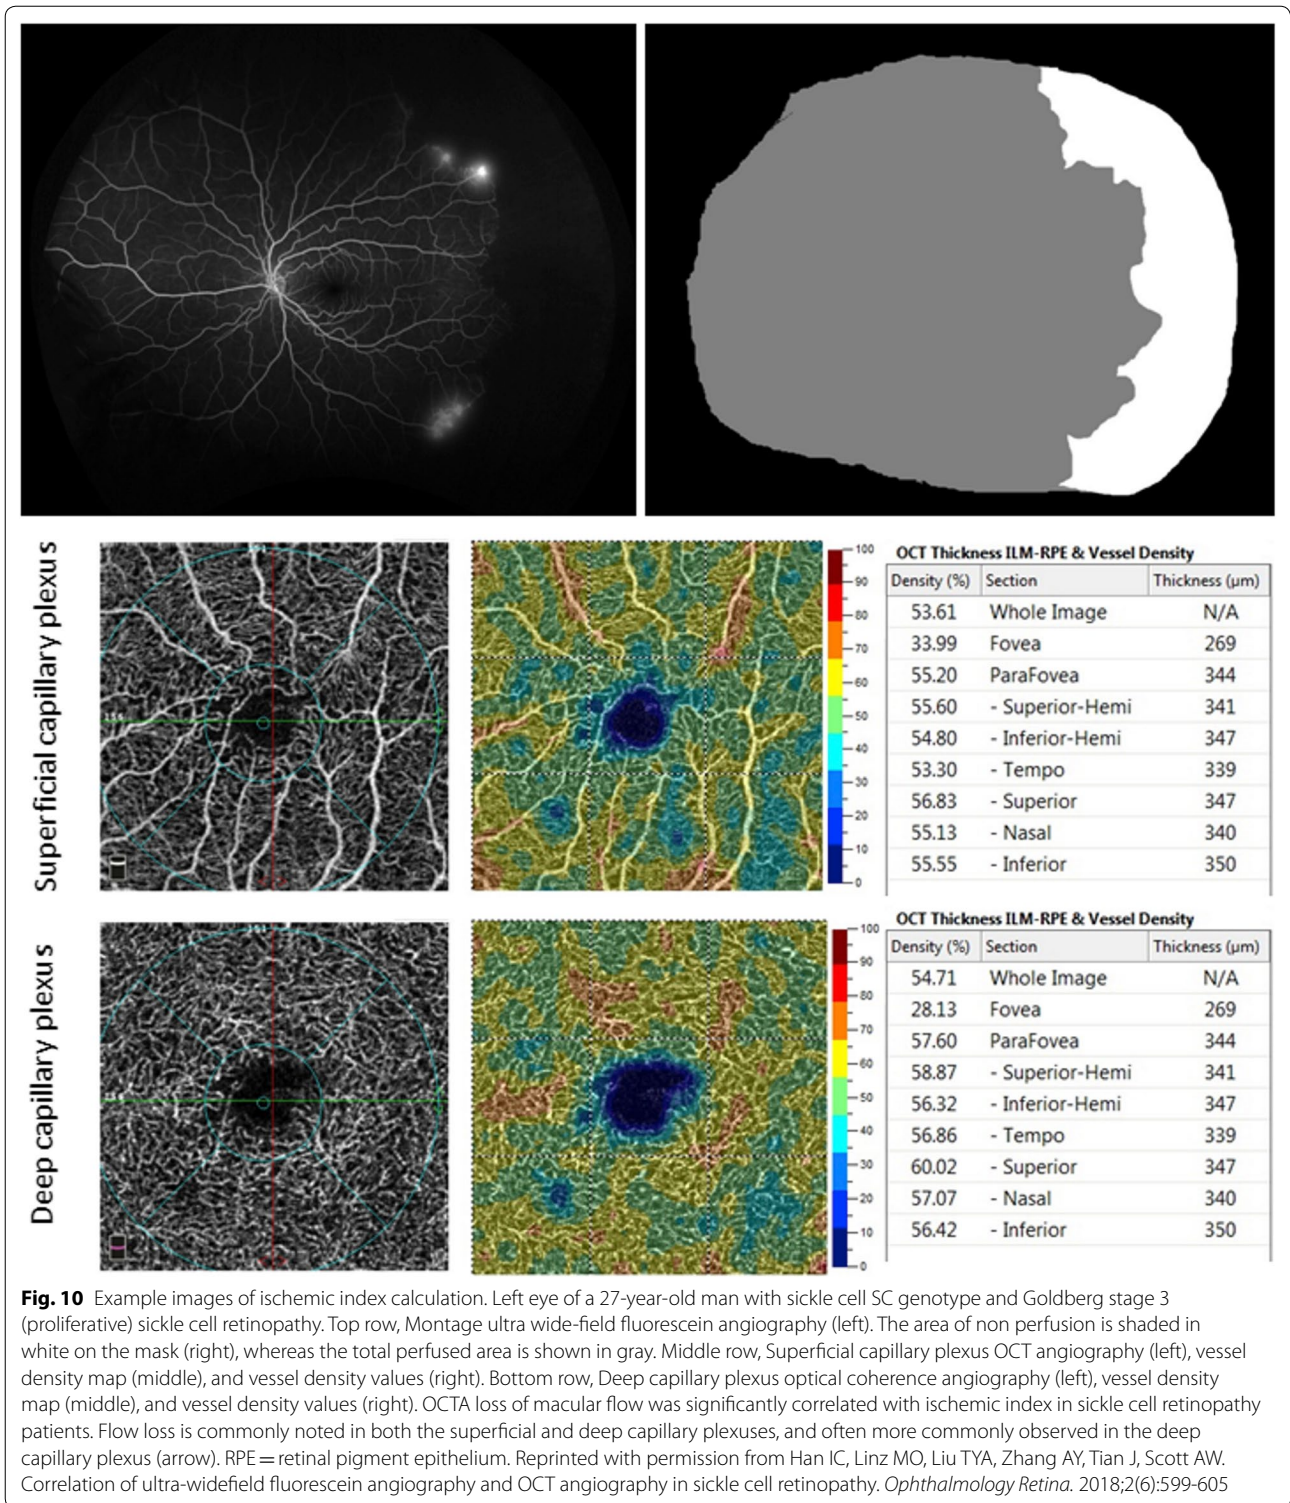 Superficial capillary plexus
100
90
80
70
60
50
40
30
20
10
0
OCT Thickness ILM-RPE & Vessel Density
Density (%) Section Thickness (µm)
53.61 Whole Image N/A
33.99 Fovea 269
55.20 ParaFovea 344
55.60 - Superior-Hemi 341
54.80 - Inferior-Hemi 347
53.30 - Tempo 339
56.83 - Superior 347
55.13 - Nasal 340
55.55 - Inferior 350
Deep capillary plexus
100
90
80
70
60
50
40
30
20
10
0
OCT Thickness ILM-RPE & Vessel Density
Density (%) Section Thickness (µm)
54.71 Whole Image N/A
28.13 Fovea 269
57.60 ParaFovea 344
58.87 - Superior-Hemi 341
56.32 - Inferior-Hemi 347
56.86 - Tempo 339
60.02 - Superior 347
57.07 - Nasal 340
56.42 - Inferior 350
Fig. 10 Example images of ischemic index calculation. Left eye of a 27-year-old man with sickle cell SC genotype and Goldberg stage 3
(proliferative) sickle cell retinopathy. Top row, Montage ultra wide-field fluorescein angiography (left). The area of non perfusion is shaded in
white on the mask (right), whereas the total perfused area is shown in gray. Middle row, Superficial capillary plexus OCT angiography (left), vessel
density map (middle), and vessel density values (right). Bottom row, Deep capillary plexus optical coherence angiography (left), vessel density
map (middle), and vessel density values (right). OCTA loss of macular flow was significantly correlated with ischemic index in sickle cell retinopathy
patients. Flow loss is commonly noted in both the superficial and deep capillary plexuses, and often more commonly observed in the deep
capillary plexus (arrow). RPE = retinal pigment epithelium. Reprinted with permission from Han IC, Linz MO, Liu TYA, Zhang AY, Tian J, Scott AW.
Correlation of ultra-widefield fluorescein angiography and OCT angiography in sickle cell retinopathy. Ophthalmology Retina. 2018;2(6):599-605